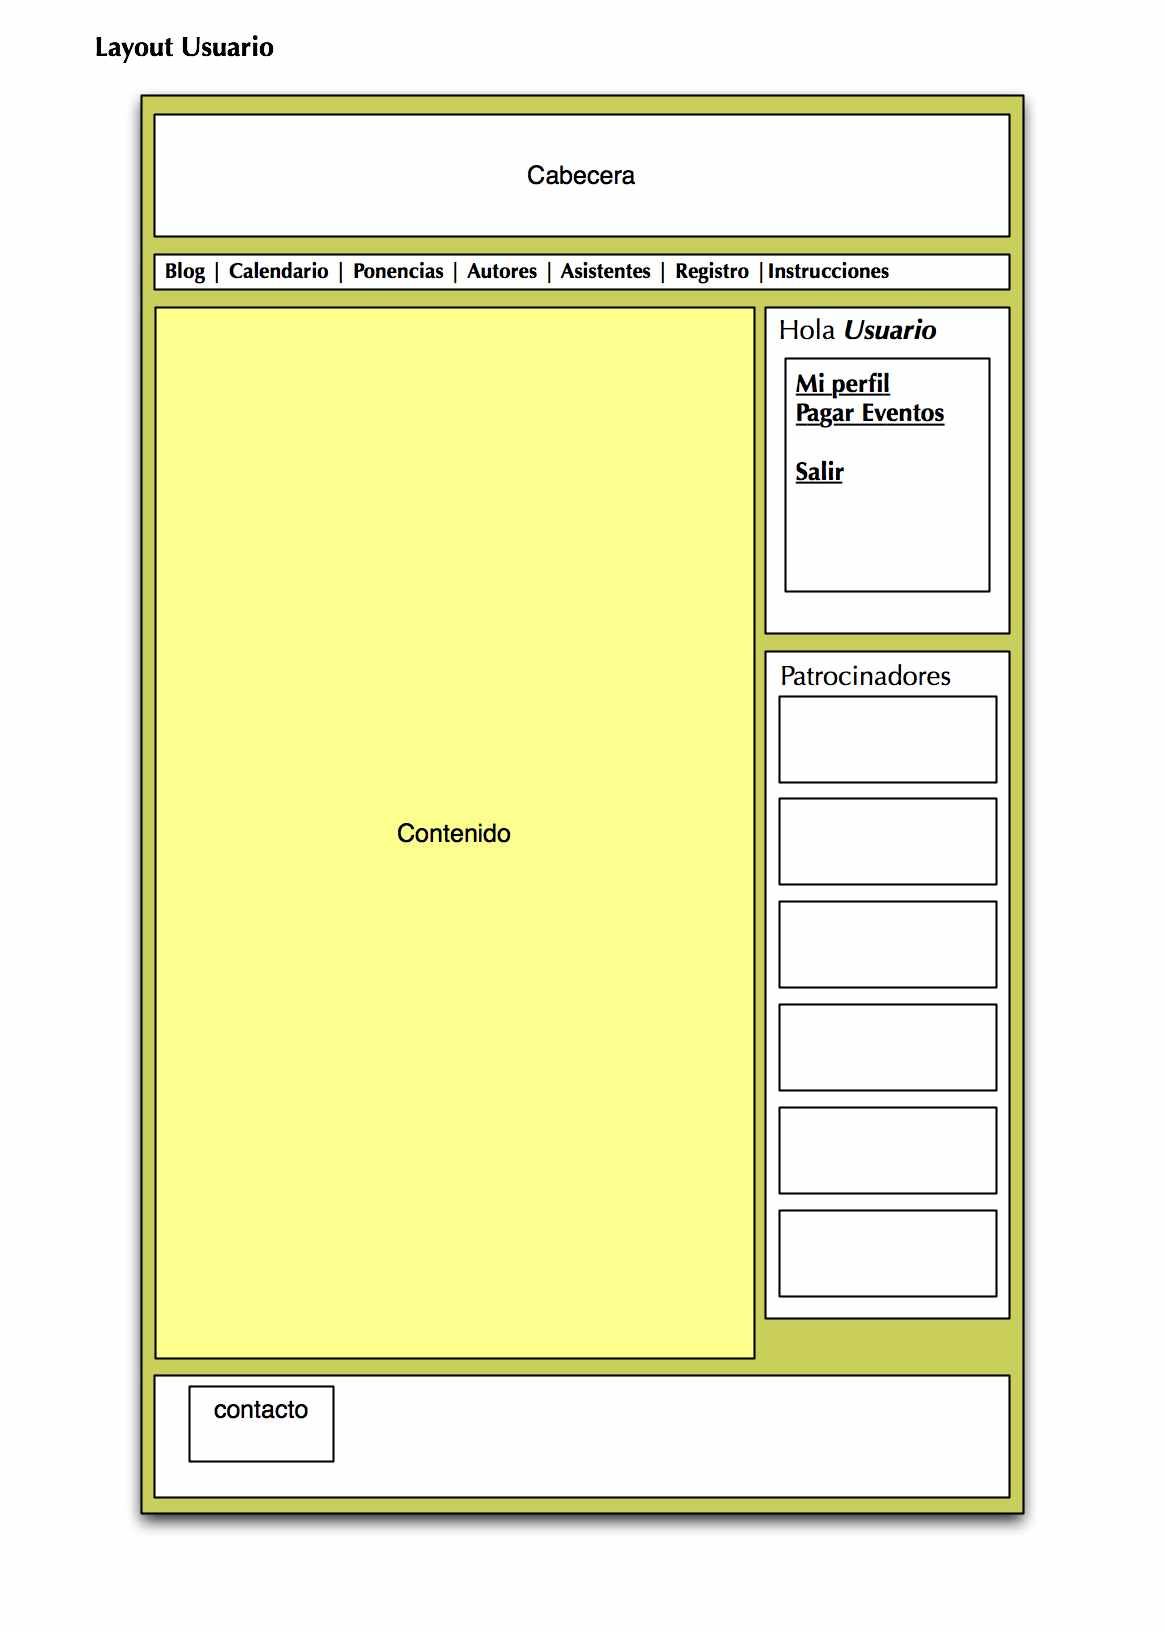 Layout Usuario
Cabecera
Blog | Calendario | Ponencias | Autores | Asistentes | Registro |Instrucciones
Hola Usuario
Mi perfil
Pagar Eventos
Salir
Patrocinadores
Contenido
contacto